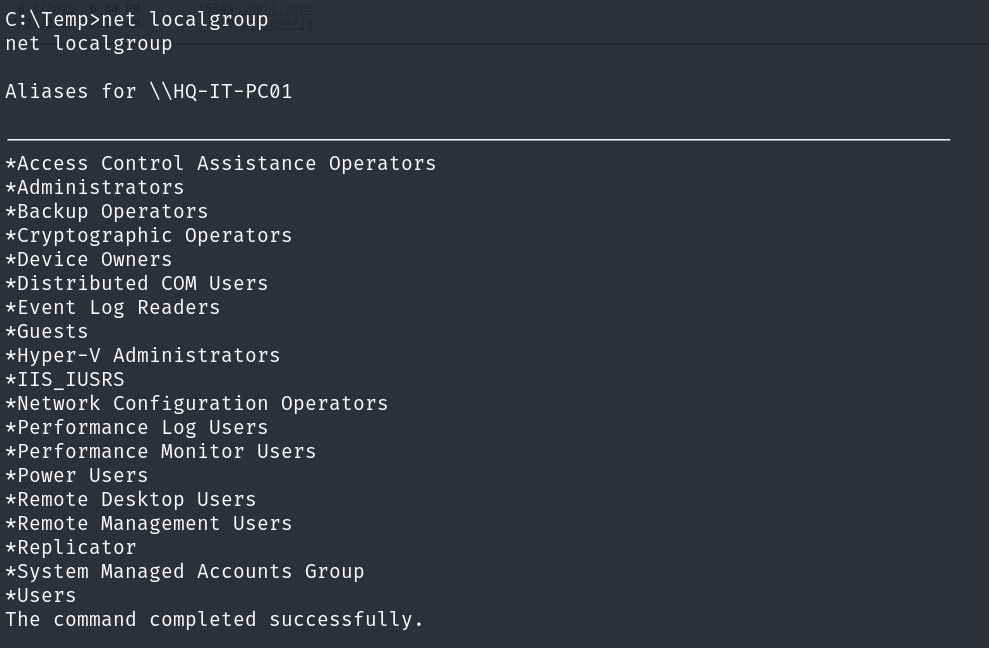 C:\Temp>net localgroup
net localgroup
Aliases for \\HQ-IT-PC01
*Access Control Assistance Operators
*Administrators
*Backup Operators
*Cryptographic Operators
*Device Owners
*Distributed COM Users
*Event Log Readers
*Guests
*Hyper-V Administrators
*IIS_IUSRS
*Network Configuration Operators
*Performance Log Users
*Performance Monitor Users
*Power Users
*Remote Desktop Users
*Remote Management Users
*Replicator
*System Managed Accounts Group
*Users
The command completed successfully.